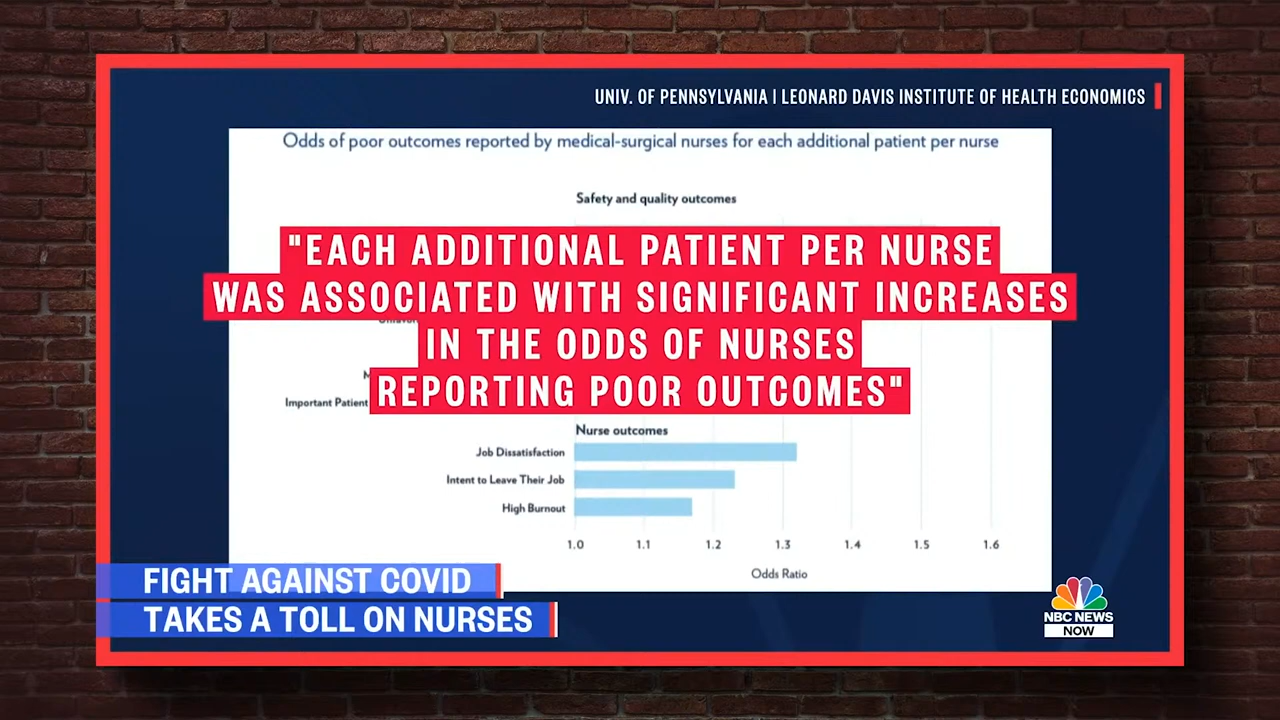 UNIV. OF PENNSYLVANIA | LEONARD DAVIS INSTITUTE OF HEALTH ECONOMICS
Odds of poor outcomes reported by medical-surgical nurses for each additional patient per nurse
Safety and quality outcomes
"EACH ADDITIONAL PATIENT PER NURSE
WAS ASSOCIATED WITH SIGNIFICANT INCREASES
IN THE ODDS OF NURSES
REPORTING POOR OUTCOMES"
Important Patient
Nurse outcomes
Job Dissatisfaction
Intent to Leave Their Job
High Burnout
1.0 1.1 1.2 1.3 1.4 1.5 1.6
Odds Ratio
FIGHT AGAINST COVID
TAKES A TOLL ON NURSES
NBC NEWS
NOW